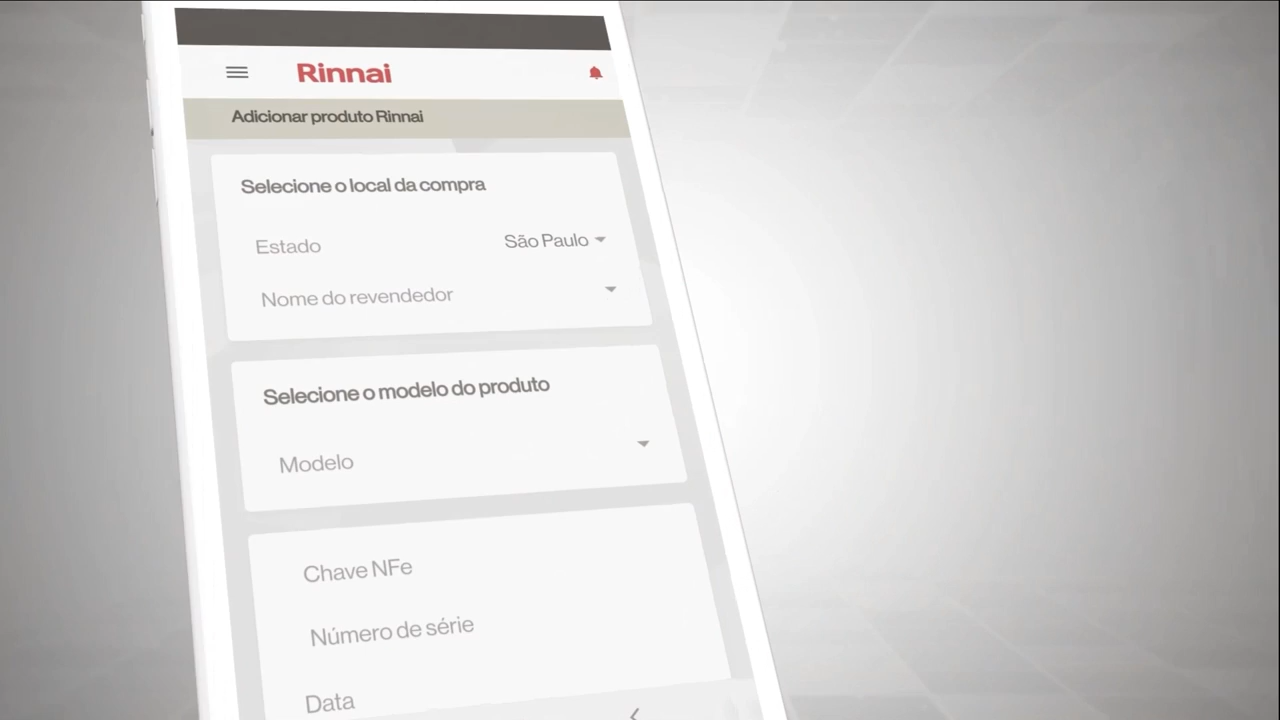 Rinnai
Adicionar produto Rinnai
Selecione o local da compra
Estado São Paulo
Nome do revendedor
Selecione o modelo do produto
Modelo
Chave NFe
Número de série
Data